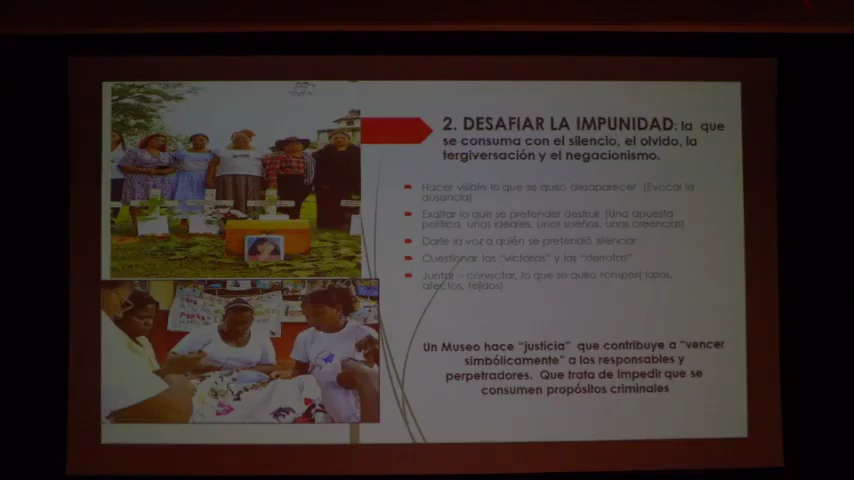 2. DESAFIAR LA IMPUNIDAD: la que
se consuma con el silencio, el olvido, la
tergiversación y el negacionismo.
Hacer visible lo que se quiso desaparecer (Evocar la
ausencia)
Exaltar lo que se pretender destruir (Una apuesta
política, unos ideales, unos sueños, unas creencias)
Darle la voz a quién se pretendió silenciar
Cuestionar las "victorias" y las "derrotas"
Juntar – conectar, lo que se quiso romper( lazos,
afectos, tejidos)
Un Museo hace "justicia" que contribuye a "vencer
simbólicamente" a los responsables y
perpetradores. Que trata de impedir que se
consumen propósitos criminales